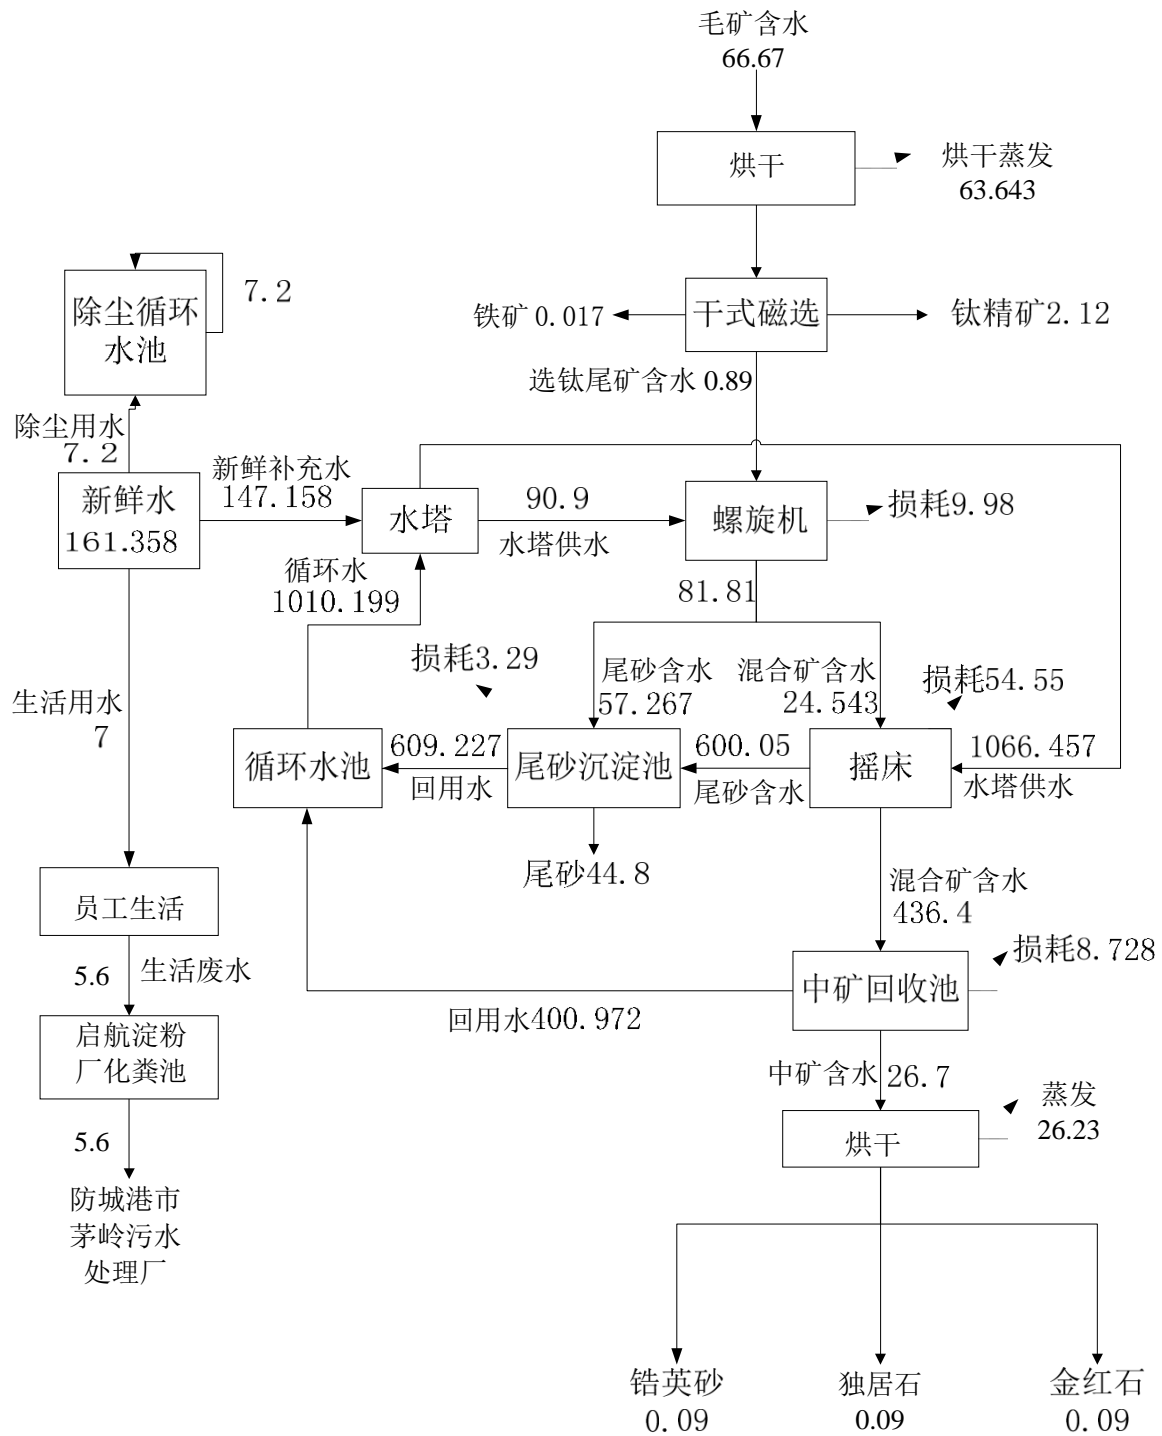 毛矿含水
66.67
烘干
烘干蒸发
63.643
除尘循环
水池
7.2
铁矿 0.017
干式磁选
钛精矿2.12
选钛尾矿含水 0.89
除尘用水
7.2
新鲜水
161.358
新鲜补充水
147.158
水塔
90.9
水塔供水
螺旋机
损耗9.98
循环水
1010.199
81.81
损耗3.29
尾砂含水
57.267
混合矿含水
24.543
损耗54.55
生活用水
7
循环水池
609.227
回用水
尾砂沉淀池
600.05
尾砂含水
摇床
1066.457
水塔供水
尾砂44.8
员工生活
混合矿含水
436.4
5.6
生活废水
中矿回收池
损耗8.728
回用水400.972
启航淀粉
厂化粪池
中矿含水 26.7
烘干
蒸发
26.23
5.6
防城港市
茅岭污水
处理厂
锆英砂
0.09
独居石
0.09
金红石
0.09